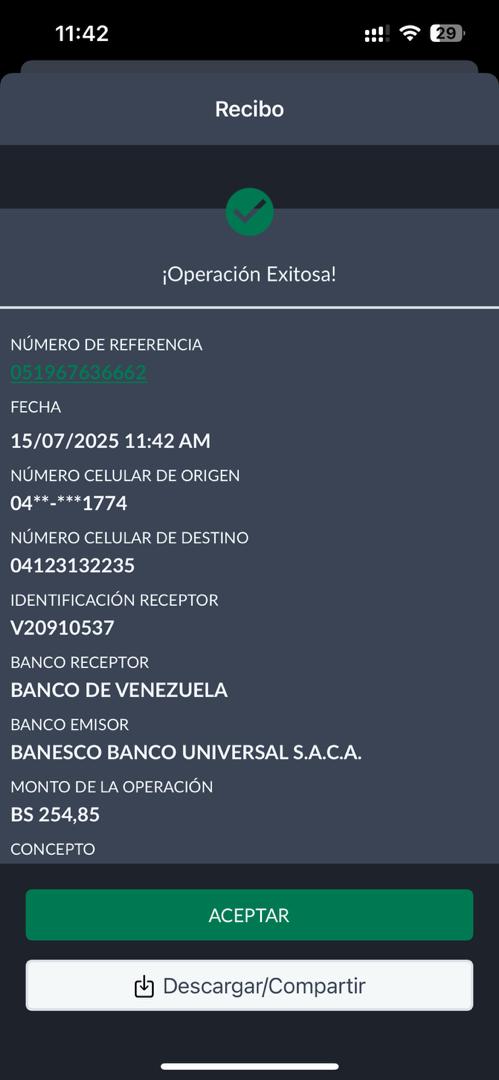 11:42
29
Recibo
¡Operación Exitosa!
NÚMERO DE REFERENCIA
051967636662
FECHA
15/07/2025 11:42 AM
NÚMERO CELULAR DE ORIGEN
04**-***1774
NÚMERO CELULAR DE DESTINO
04123132235
IDENTIFICACIÓN RECEPTOR
V20910537
BANCO RECEPTOR
BANCO DE VENEZUELA
BANCO EMISOR
BANESCO BANCO UNIVERSAL S.A.C.A.
MONTO DE LA OPERACIÓN
BS 254,85
CONCEPTO
ACEPTAR
Descargar/Compartir